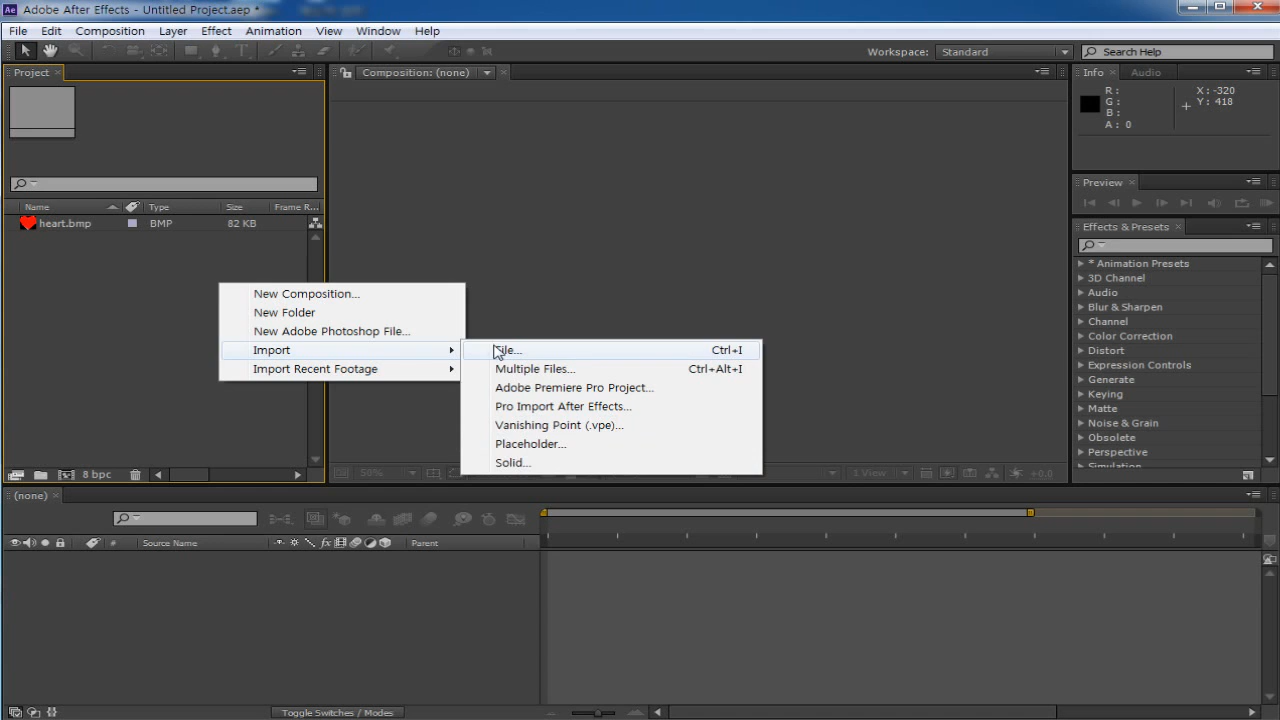 Ae Adobe After Effects - Untitled Project.aep *
File Edit Composition Layer Effect Animation View Window Help
Workspace: Standard Search Help
Project Composition: (none) Info Audio
R : X : -320
G : Y : 418
B :
A : 0
Preview
Name Type Size Frame R...
heart.bmp BMP 82 KB
Effects & Presets
* Animation Presets
3D Channel
Audio
Blur & Sharpen
Channel
Color Correction
Distort
Expression Controls
Generate
Keying
Matte
Noise & Grain
Obsolete
Perspective
Simulation
New Composition...
New Folder
New Adobe Photoshop File...
Import
Import Recent Footage
File... Ctrl+I
Multiple Files... Ctrl+Alt+I
Adobe Premiere Pro Project...
Pro Import After Effects...
Vanishing Point (.vpe)...
Placeholder...
Solid...
8 bpc 50% 1 View +0.0
(none)
# Source Name fx Parent
Toggle Switches / Modes